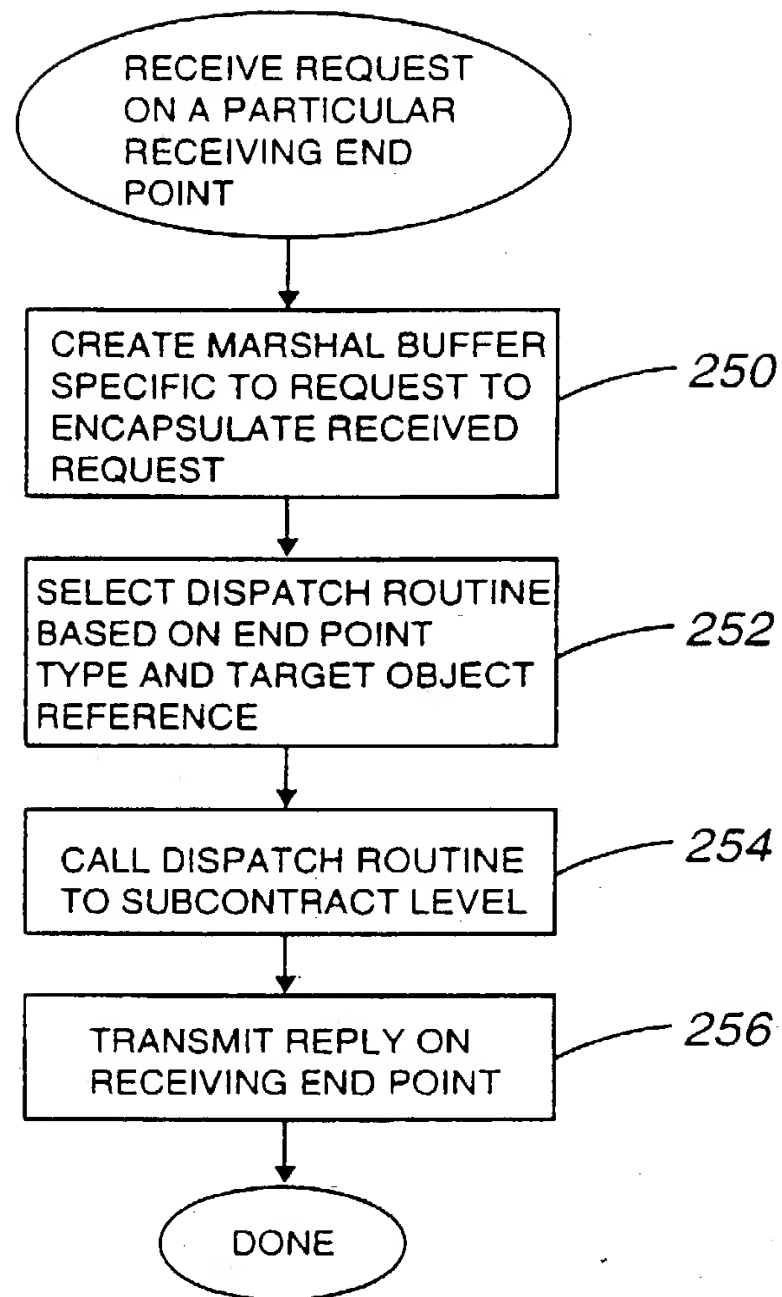 RECEIVE REQUEST
ON A PARTICULAR
RECEIVING END
POINT
CREATE MARSHAL BUFFER
SPECIFIC TO REQUEST TO
ENCAPSULATE RECEIVED
REQUEST
250
SELECT DISPATCH ROUTINE
BASED ON END POINT
TYPE AND TARGET OBJECT
REFERENCE
252
CALL DISPATCH ROUTINE
TO SUBCONTRACT LEVEL
254
TRANSMIT REPLY ON
RECEIVING END POINT
256
DONE